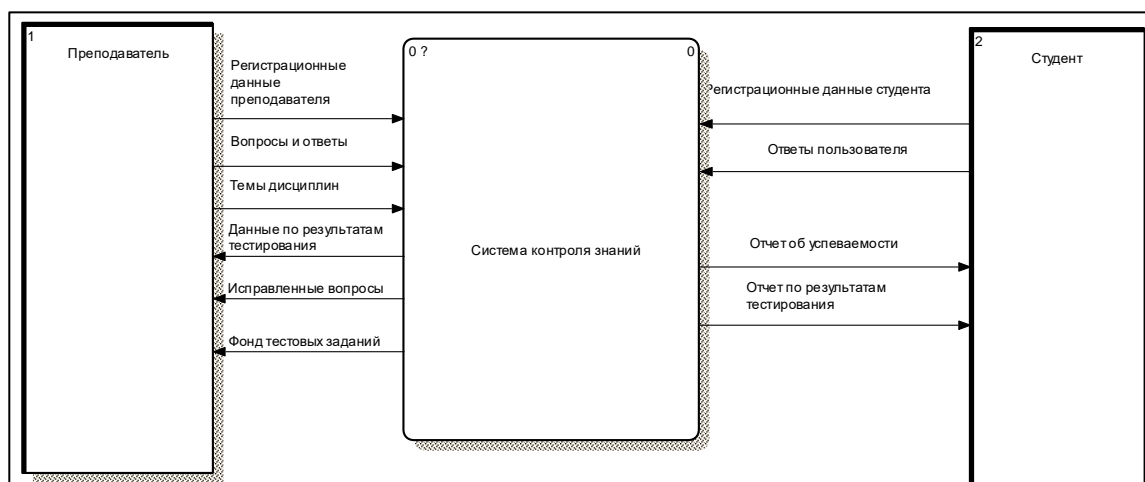 1
Преподаватель
Регистрационные
данные
преподавателя
Вопросы и ответы
Темы дисциплин
Данные по результатам
тестирования
Исправленные вопросы
Фонд тестовых заданий
0 ?
0
Система контроля знаний
Регистрационные данные студента
Ответы пользователя
Отчет об успеваемости
Отчет по результатам
тестирования
2
Студент